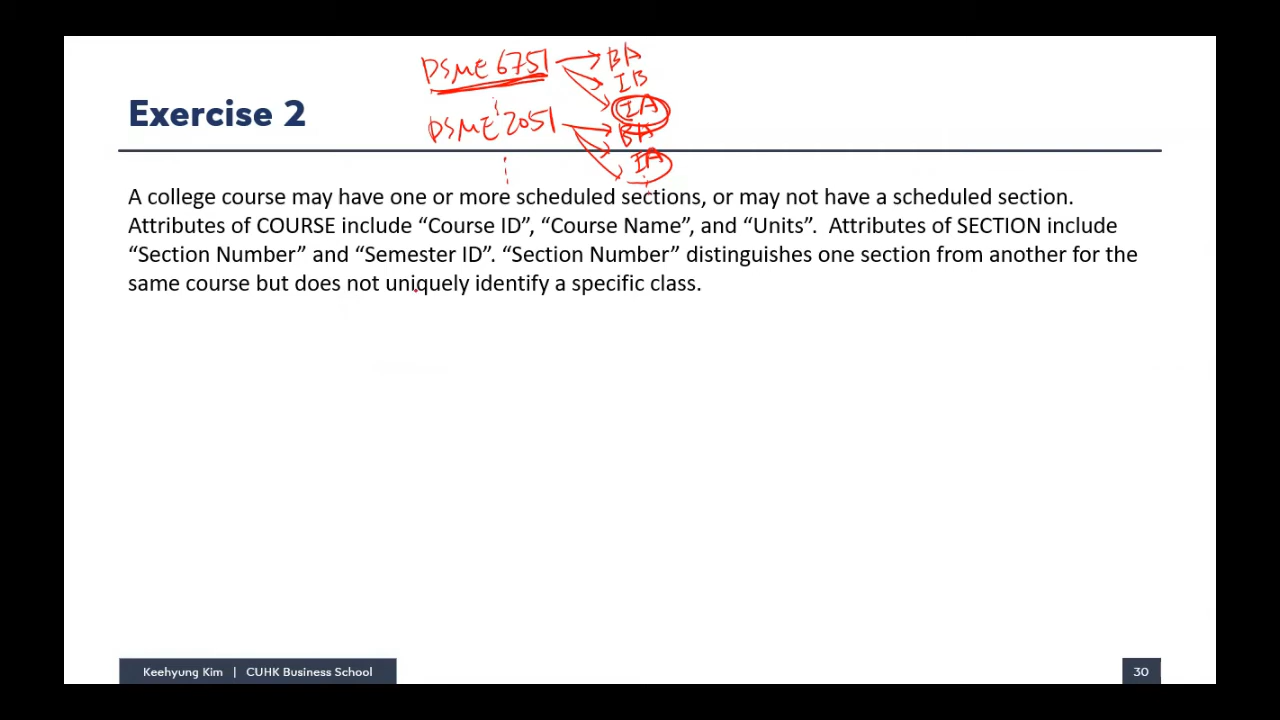 DSME 6751 BA
IB
IA
DSME 2051 BA
IA
Exercise 2
A college course may have one or more scheduled sections, or may not have a scheduled section.
Attributes of COURSE include “Course ID”, “Course Name”, and “Units”. Attributes of SECTION include
“Section Number” and “Semester ID”. “Section Number” distinguishes one section from another for the
same course but does not uniquely identify a specific class.
Keehyung Kim | CUHK Business School
30